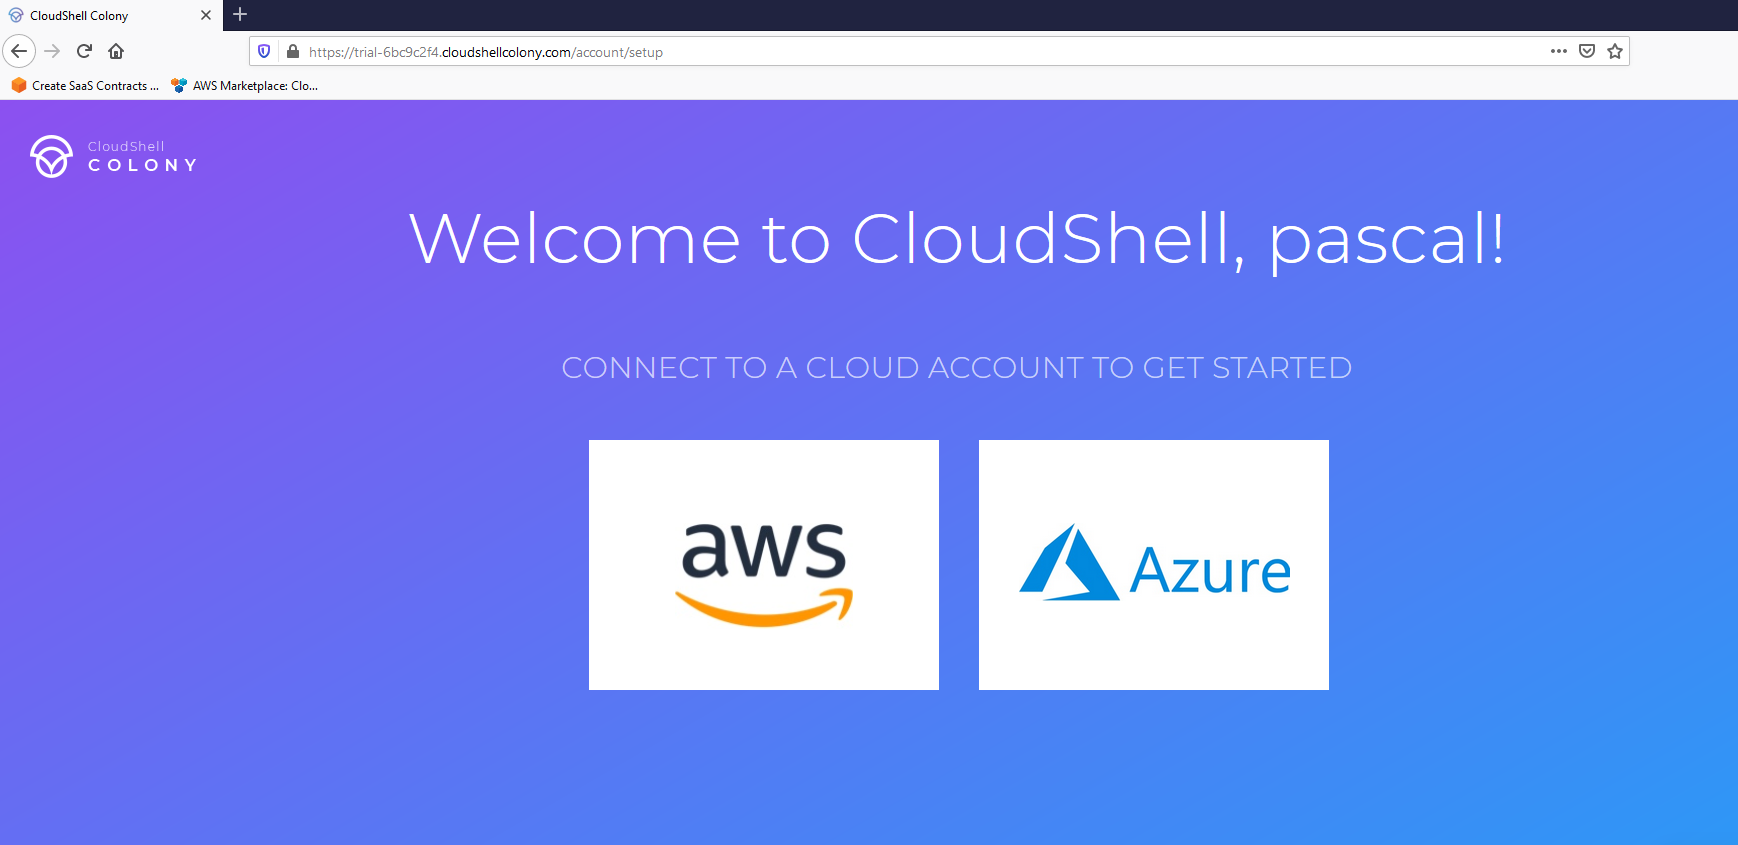 CloudShell Colony
https://trial-6bc9c2f4.cloudshellcolony.com/account/setup
Create SaaS Contracts ...
AWS Marketplace: Clo...
CloudShell
COLONY
Welcome to CloudShell, pascal!
CONNECT TO A CLOUD ACCOUNT TO GET STARTED
aws
Azure